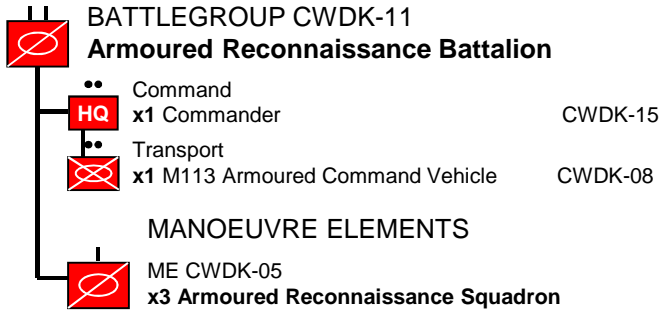 BATTLEGROUP CWDK-11
Armoured Reconnaissance Battalion
Command
HQ x1 Commander CWDK-15
Transport
x1 M113 Armoured Command Vehicle CWDK-08
MANOEUVRE ELEMENTS
ME CWDK-05
x3 Armoured Reconnaissance Squadron